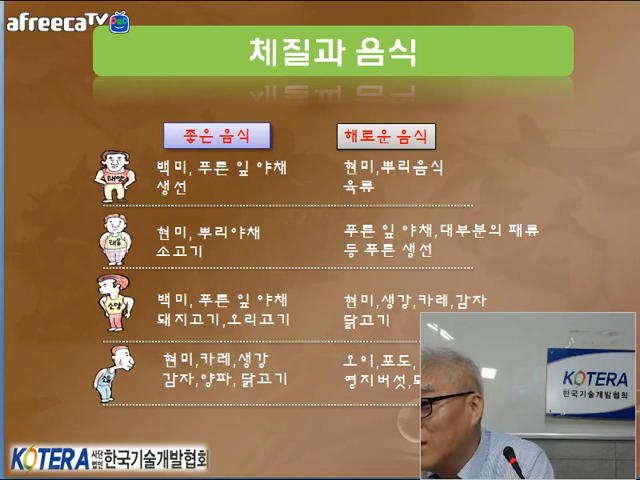 afreecaTV
체질과 음식
좋은 음식
해로운 음식
태양
백미, 푸른 잎 야채
생선
현미,뿌리음식
육류
태음
현미, 뿌리야채
소고기
푸른 잎 야채,대부분의 패류
등 푸른 생선
소양
백미, 푸른 잎 야채
돼지고기,오리고기
현미,생강,카레,감자
닭고기
현미,카레,생강
감자,양파, 닭고기
오이,포도,
영지버섯,
KOTERA
한국기술개발협회
KOTERA 사단법인 한국기술개발협회